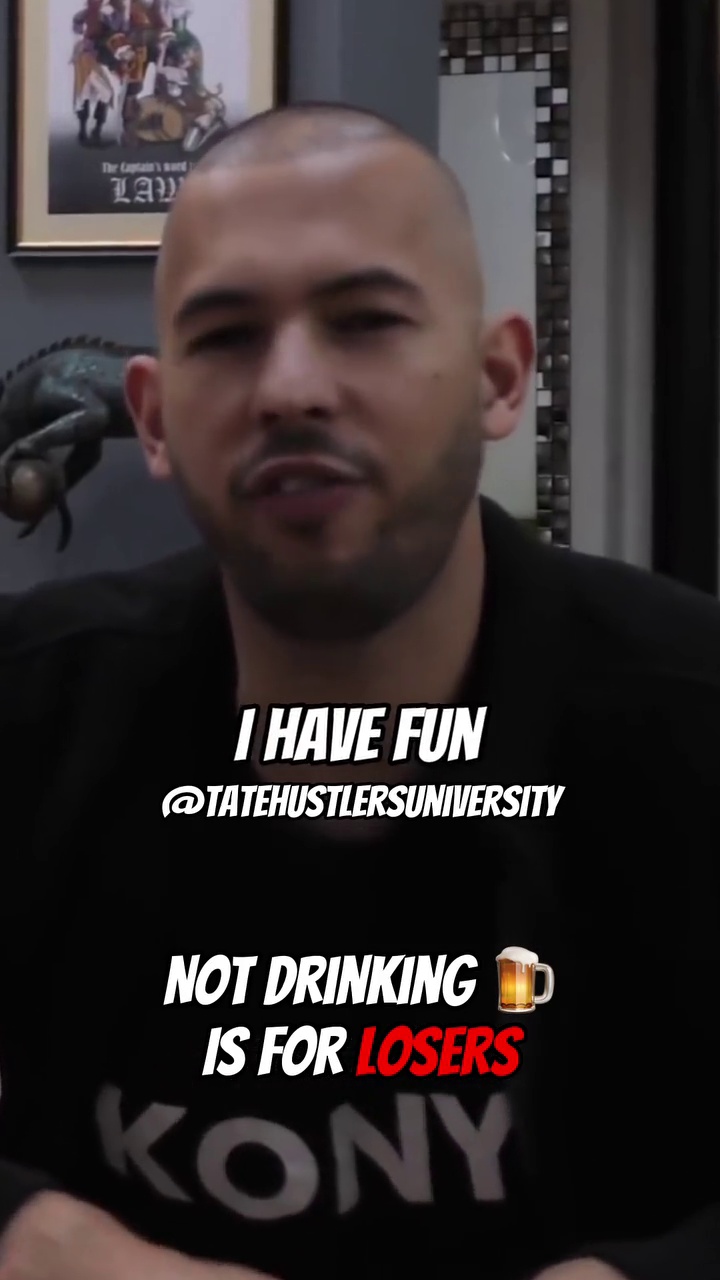 The Captain's word is
LAW
I HAVE FUN
@TATEHUSTLERSUNIVERSITY
NOT DRINKING 🍺
IS FOR LOSERS
KONY